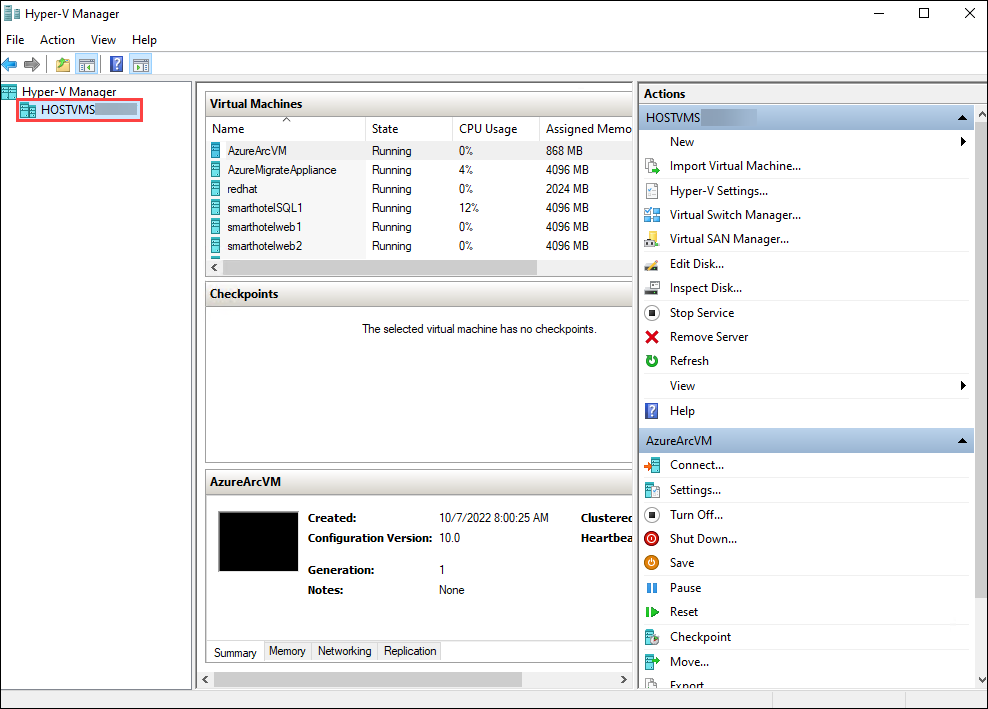 Hyper-V Manager
File Action View Help
Hyper-V Manager
HOSTVMS
Virtual Machines
Name State CPU Usage Assigned Memo
AzureArcVM Running 0% 868 MB
AzureMigrateAppliance Running 4% 4096 MB
redhat Running 0% 2024 MB
smarthotelSQL1 Running 12% 4096 MB
smarthotelweb1 Running 0% 4096 MB
smarthotelweb2 Running 0% 4096 MB
Checkpoints
The selected virtual machine has no checkpoints.
AzureArcVM
Created: 10/7/2022 8:00:25 AM Clustered
Configuration Version: 10.0 Heartbea
Generation: 1
Notes: None
Summary Memory Networking Replication
Actions
HOSTVMS
New
Import Virtual Machine...
Hyper-V Settings...
Virtual Switch Manager...
Virtual SAN Manager...
Edit Disk...
Inspect Disk...
Stop Service
Remove Server
Refresh
View
Help
AzureArcVM
Connect...
Settings...
Turn Off...
Shut Down...
Save
Pause
Reset
Checkpoint
Move...
Export